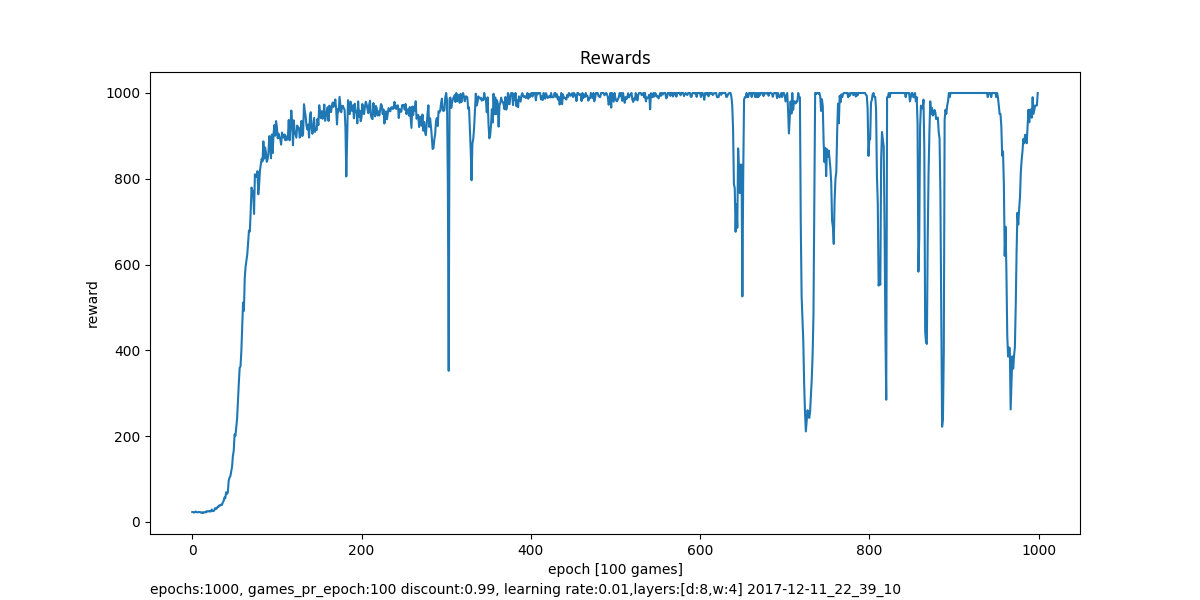 Rewards
1000
800
600
400
200
0
reward
0 200 400 600 800 1000
epoch [100 games]
epochs:1000, games_pr_epoch:100 discount:0.99, learning rate:0.01,layers:[d:8,w:4] 2017-12-11_22_39_10